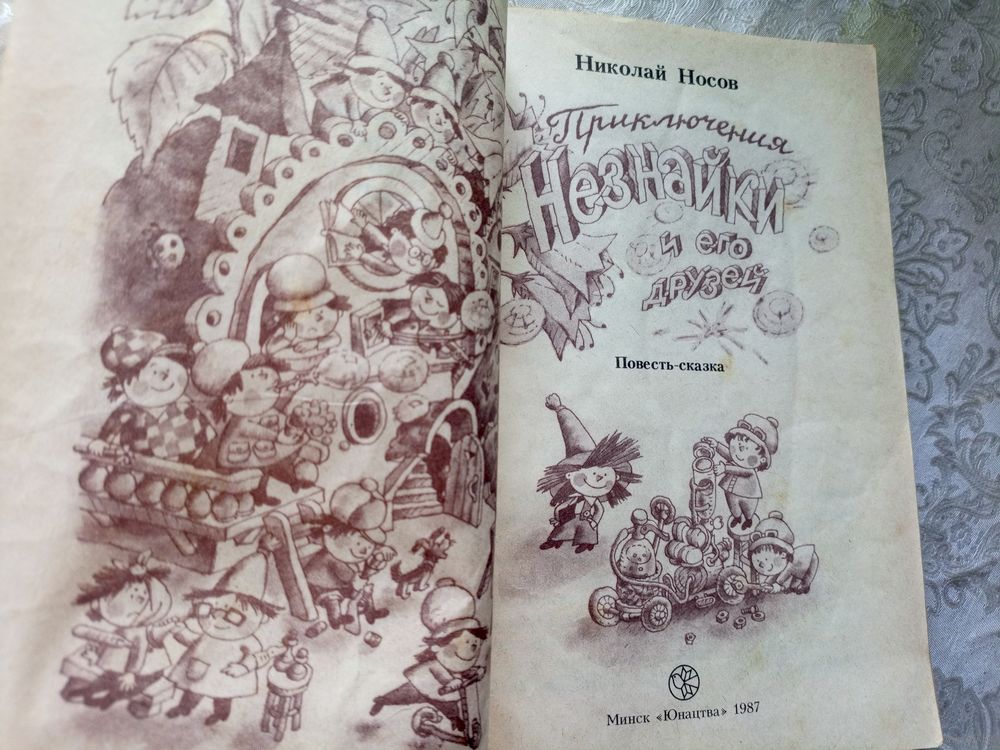 Николай Носов
Приключения
Незнайки
и его
друзей
Повесть-сказка
Минск «Юнацтва» 1987